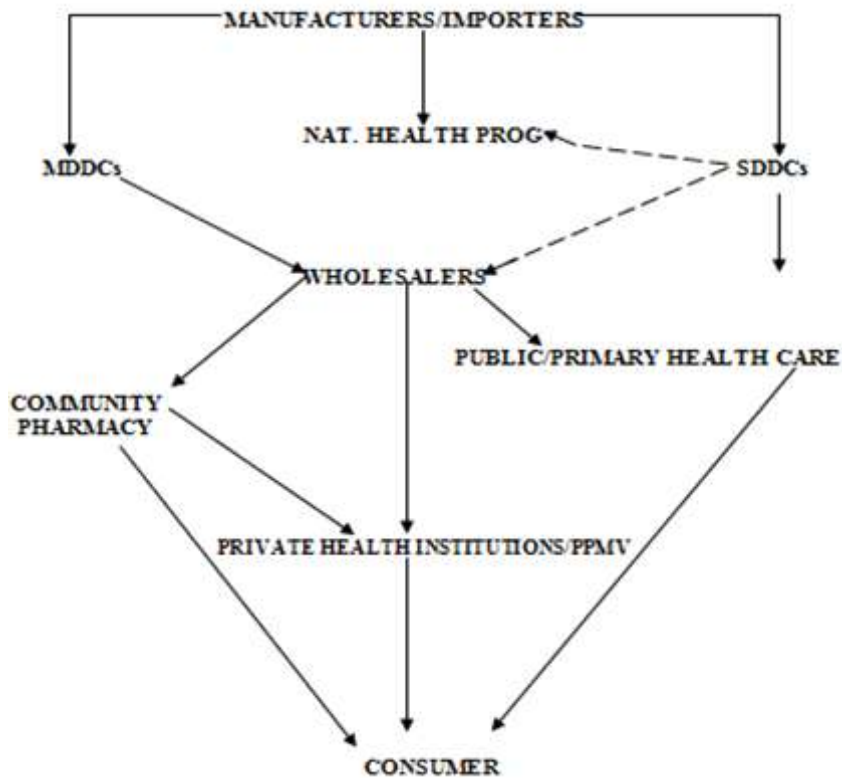 MANUFACTURERS/IMPORTERS
NAT. HEALTH PROG
MDDCs
SDDCs
WHOLESALERS
PUBLIC/PRIMARY HEALTH CARE
COMMUNITY
PHARMACY
PRIVATE HEALTH INSTITUTIONS/PPMV
CONSUMER